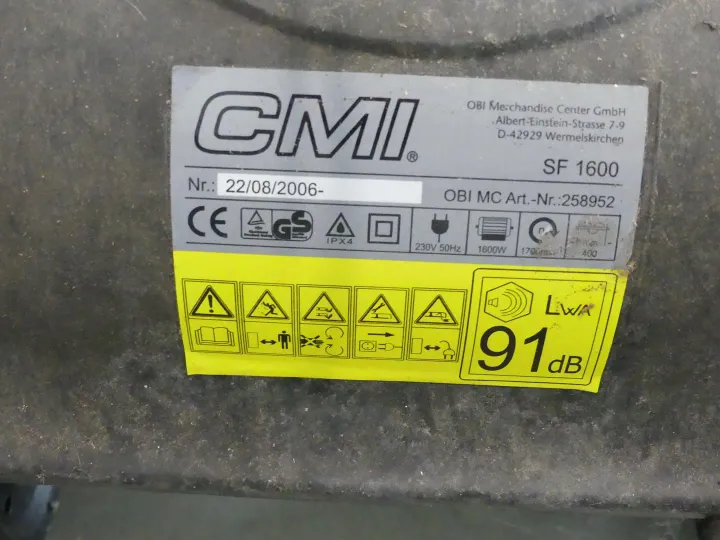 CMI®
OBI Merchandise Center GmbH
Albert-Einstein-Strasse 7-9
D-42929 Wermelskirchen
SF 1600
Nr.: 22/08/2006-
OBI MC Art.-Nr.:258952
CE
GS
IPX4
230V 50Hz
1600W
400
LWA
91dB